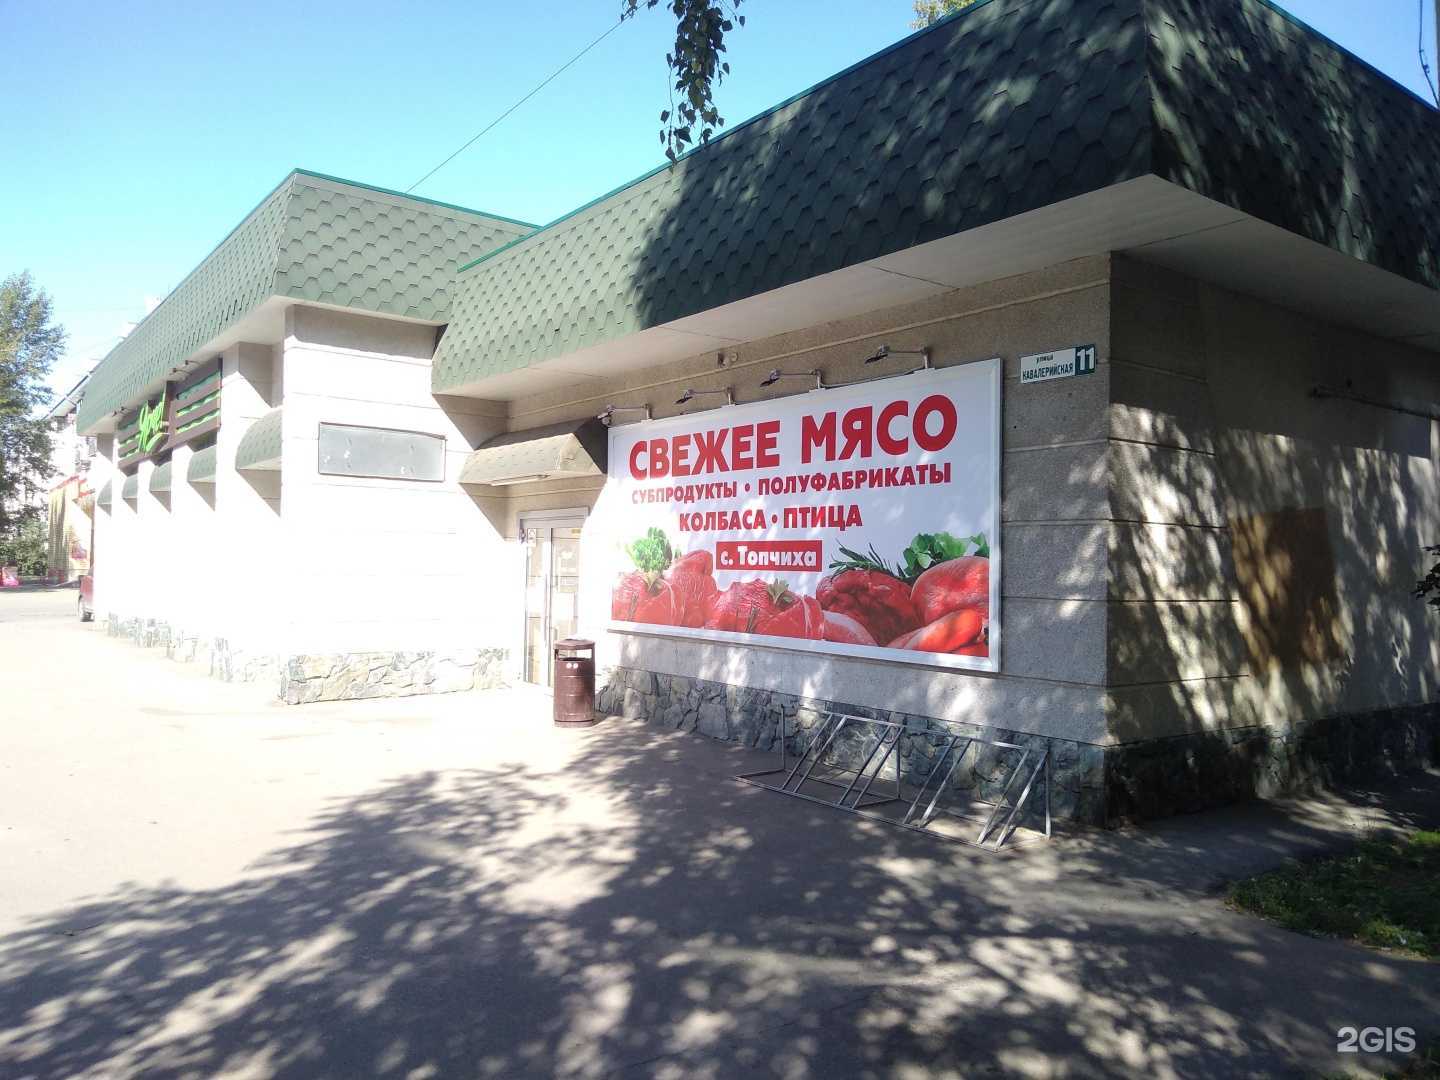 СВЕЖЕЕ МЯСО
СУБПРОДУКТЫ • ПОЛУФАБРИКАТЫ
КОЛБАСА • ПТИЦА
с. Топчиха
улица
КАВАЛЕРИЙСКАЯ 11
2GIS